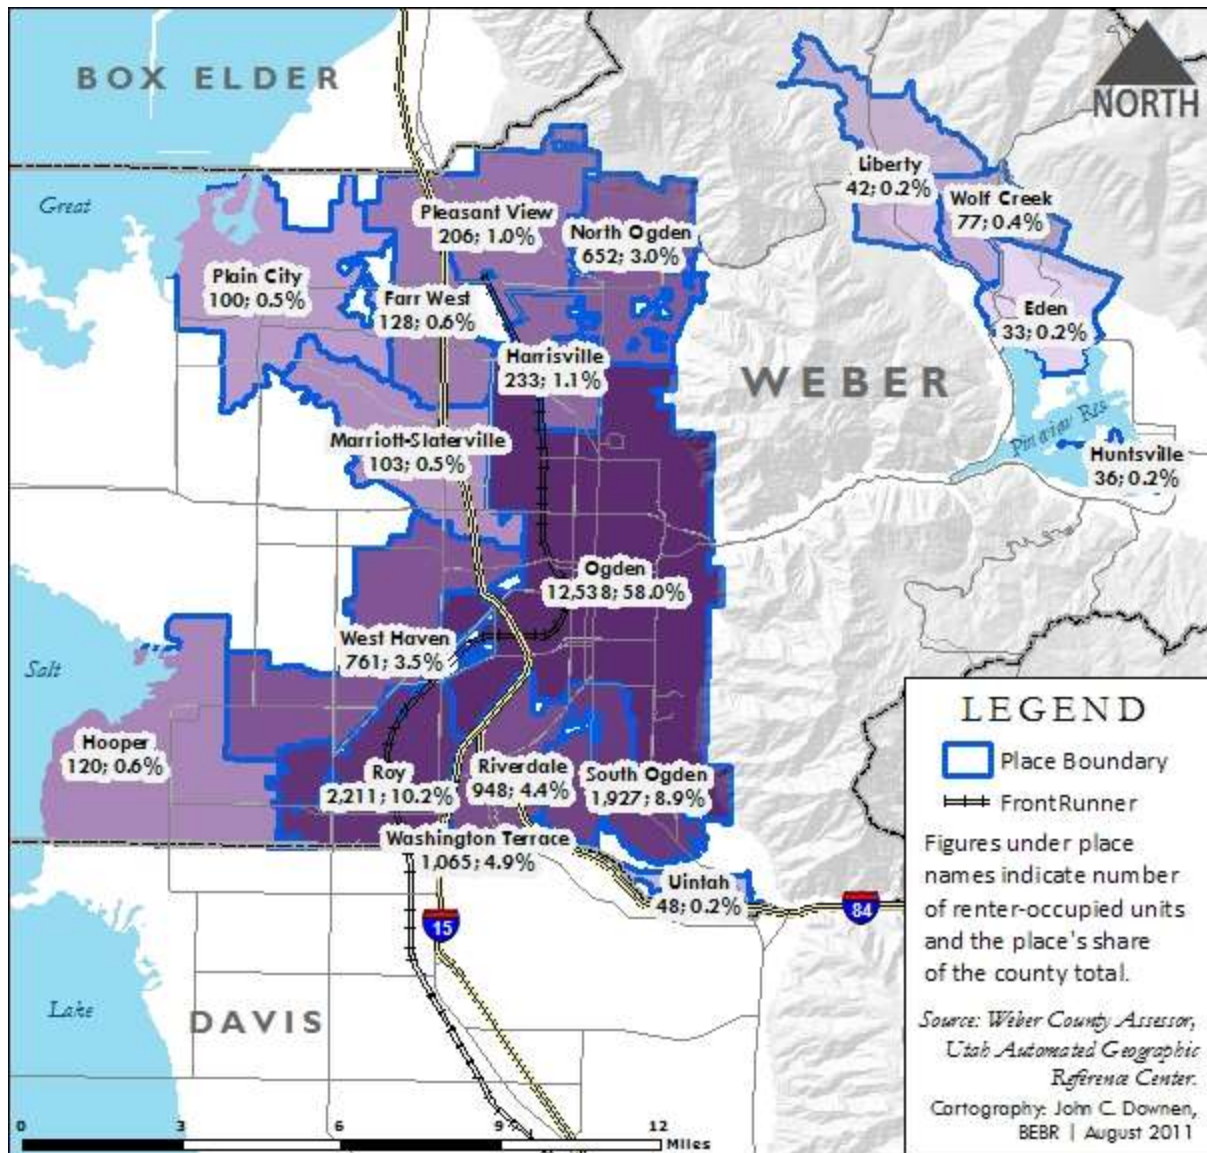 BOX ELDER
NORTH
Great
Liberty
42; 0.2%
Wolf Creek
77; 0.4%
Pleasant View
206; 1.0%
North Ogden
652; 3.0%
Plain City
100; 0.5%
Farr West
128; 0.6%
Eden
33; 0.2%
Harrisville
233; 1.1%
WEBER
Marriott-Slaterville
103; 0.5%
Pineview Res
Huntsville
36; 0.2%
Ogden
12,538; 58.0%
West Haven
761; 3.5%
Salt
Hooper
120; 0.6%
Roy
2,211; 10.2%
Riverdale
948; 4.4%
South Ogden
1,927; 8.9%
Washington Terrace
1,065; 4.9%
Uintah
48; 0.2%
84
15
Lake
DAVIS
LEGEND
Place Boundary
FrontRunner
Figures under place
names indicate number
of renter-occupied units
and the place's share
of the county total.
Source: Weber County Assessor,
Utah Automated Geographic
Reference Center.
Cartography: John C. Downen,
BEBR | August 2011
0 3 6 9 12
Miles